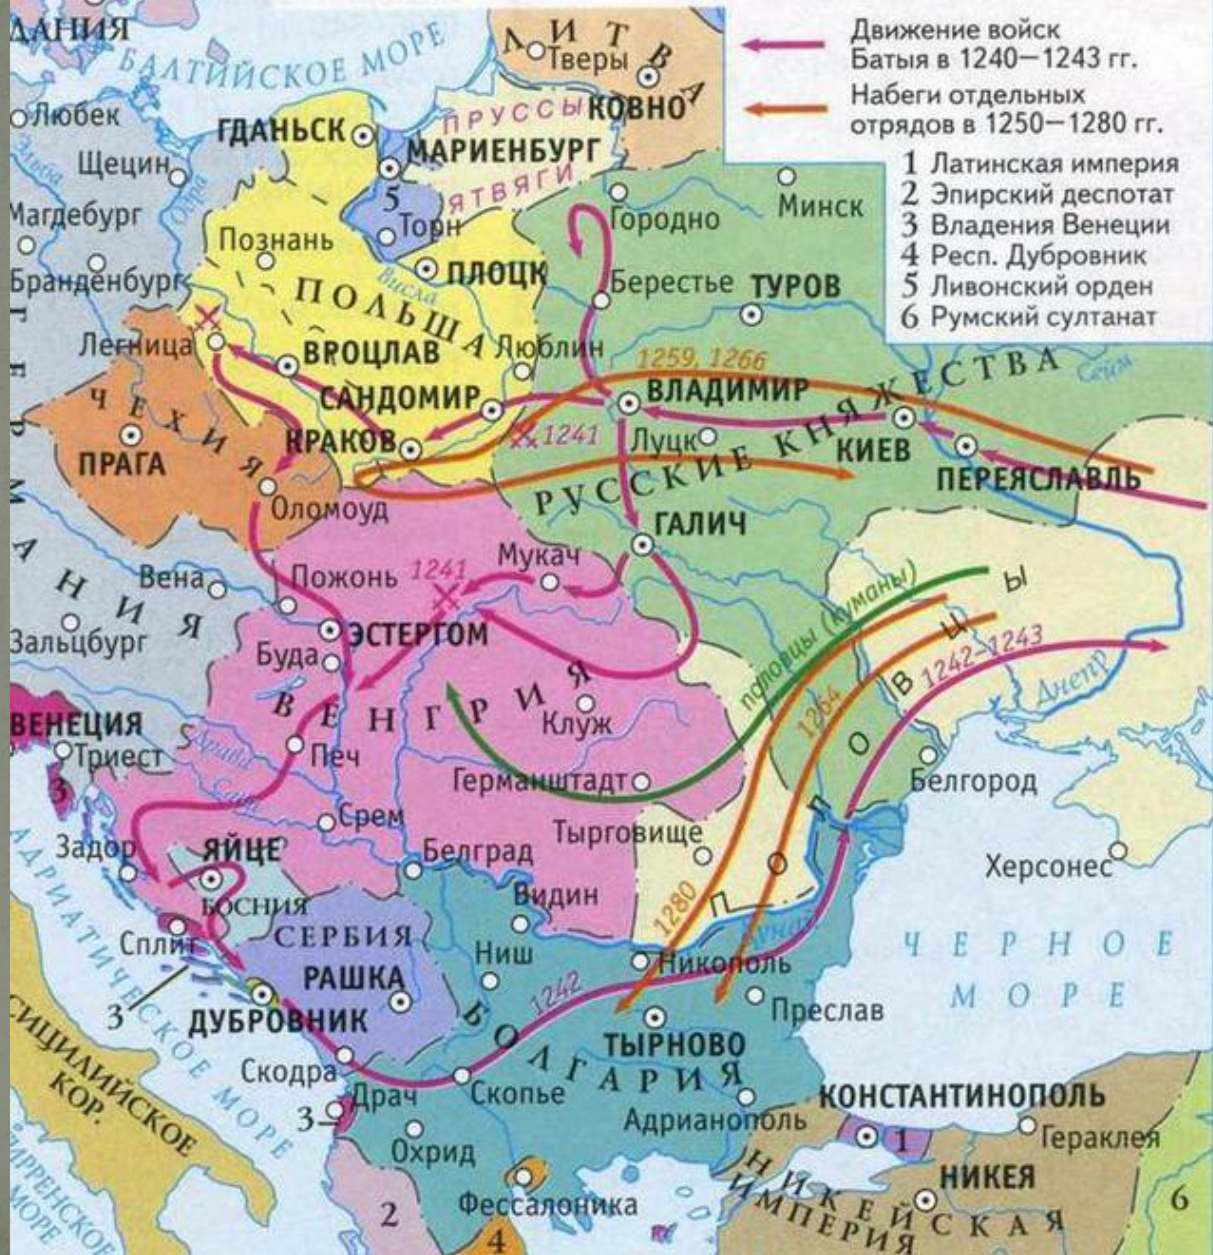 ДАНИЯ
БАЛТИЙСКОЕ МОРЕ
ЛИТВА
Тверы
КОВНО
Движение войск
Батыя в 1240—1243 гг.
Набеги отдельных
отрядов в 1250—1280 гг.
1 Латинская империя
2 Эпирский деспотат
3 Владения Венеции
4 Респ. Дубровник
5 Ливонский орден
6 Румский султанат
Любек
Эльба
Щецин
Одра
Магдебург
Бранденбург
ГЕРМАНИЯ
ГДАНЬСК
ПРУССЫ
МАРИЕНБУРГ
ЯТВЯГИ
5
Торн
Познань
ПЛОЦК
Висла
ПОЛЬША
Городно
Минск
Берестье
ТУРОВ
Легница
ВРОЦЛАВ
Люблин
САНДОМИР
КРАКОВ
1259, 1266
ВЛАДИМИР
1241
Луцк
РУССКИЕ КНЯЖЕСТВА
Сейм
КИЕВ
ПЕРЕЯСЛАВЛЬ
ЧЕХИЯ
ПРАГА
Оломоуд
ГАЛИЧ
Мукач
1241
Вена
Пожонь
Зальцбург
ЭСТЕРГОМ
Буда
ВЕНГРИЯ
Клуж
половцы (куманы)
ПОЛОВЦЫ
1242–1243
1264
Днепр
ВЕНЕЦИЯ
Триест
3
Печ
Драва
Сава
Германштадт
Белгород
Срем
Тырговище
Задор
ЯЙЦЕ
БОСНИЯ
Белград
Видин
Херсонес
1280
Дунай
Сплит
СЕРБИЯ
РАШКА
Ниш
Никополь
Преслав
ЧЕРНОЕ
МОРЕ
АДРИАТИЧЕСКОЕ МОРЕ
3
ДУБРОВНИК
1242
ТЫРНОВО
БОЛГАРИЯ
Скодра
Скопье
СИЦИЛИЙСКОЕ
КОР.
3
Драч
Адрианополь
КОНСТАНТИНОПОЛЬ
1
Гераклея
Охрид
НИКЕЯ
НИКЕЙСКАЯ
ИМПЕРИЯ
Фессалоника
2
4
6
МОРЕ